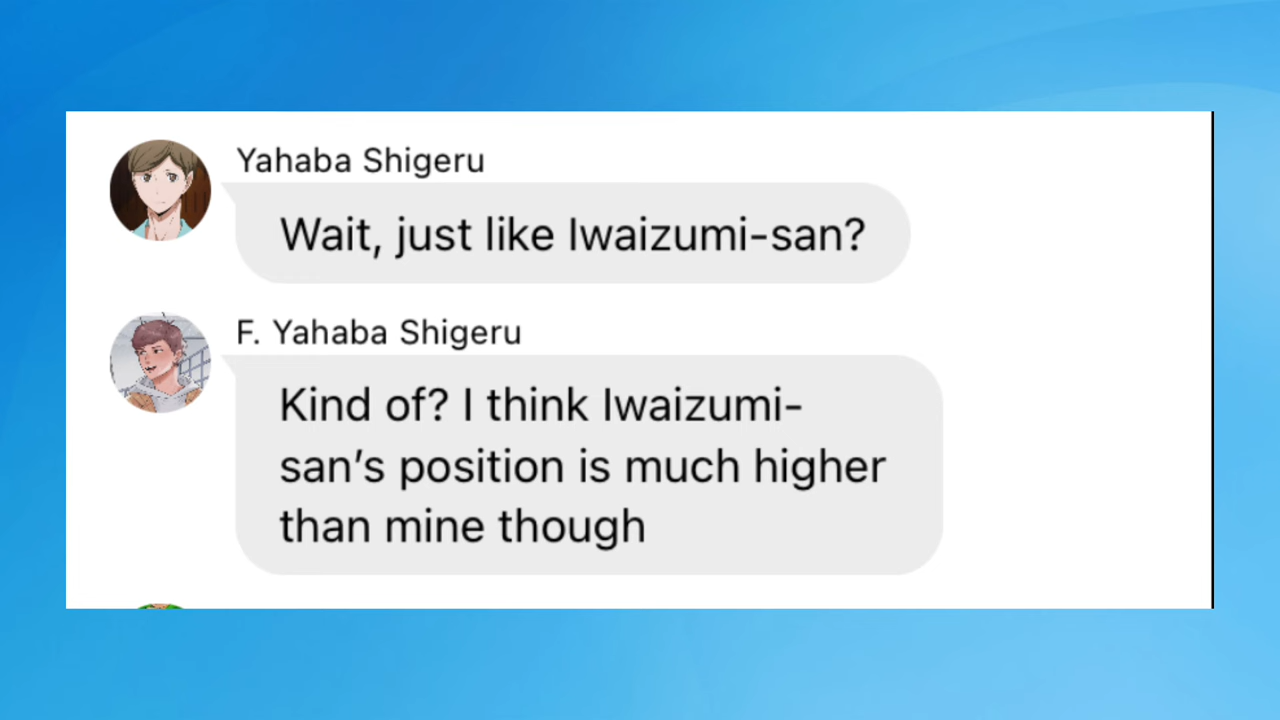 Yahaba Shigeru
Wait, just like Iwaizumi-san?
F. Yahaba Shigeru
Kind of? I think Iwaizumi-
san’s position is much higher
than mine though